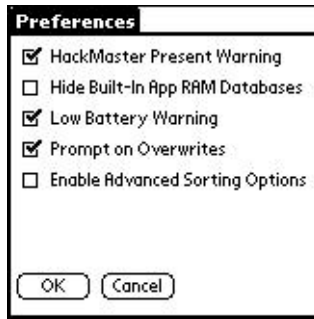 Preferences
HackMaster Present Warning
Hide Built-In App RAM Databases
Low Battery Warning
Prompt on Overwrites
Enable Advanced Sorting Options
OK Cancel